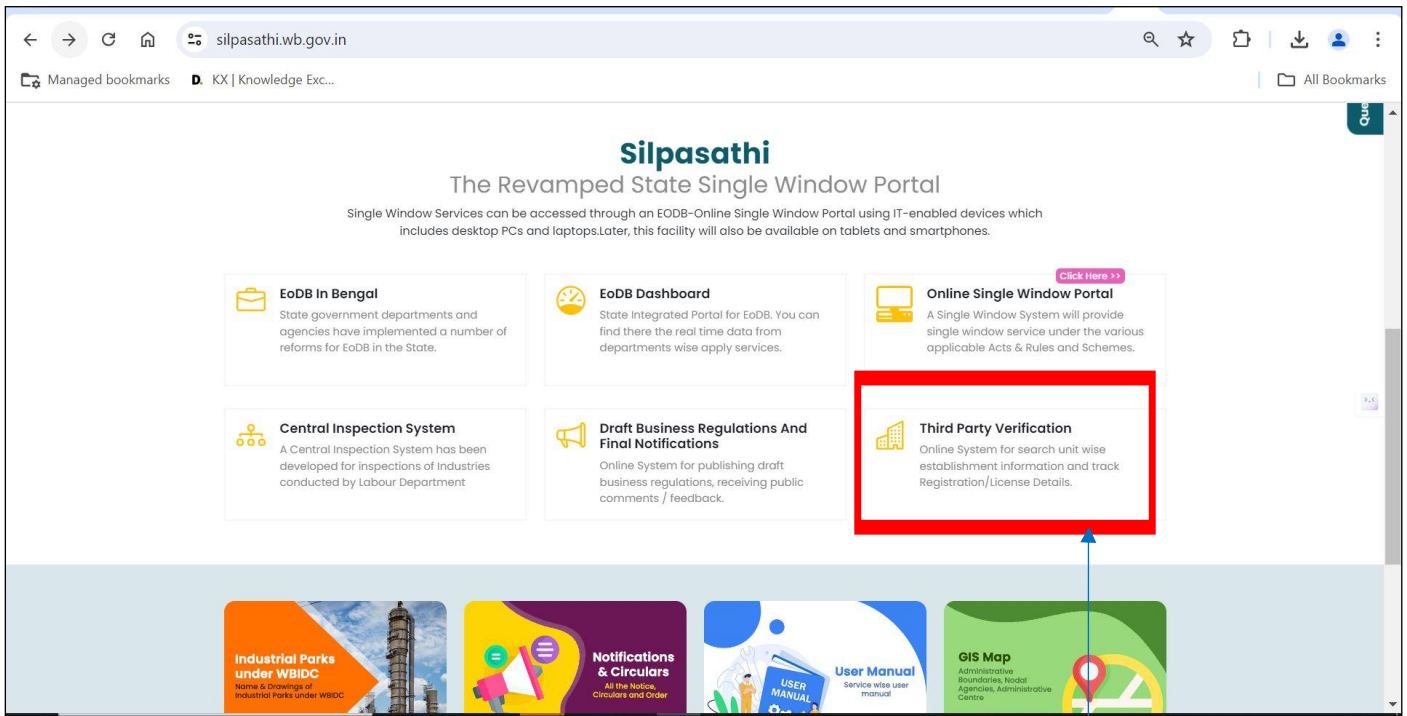 silpasathi.wb.gov.in
Managed bookmarks
D. KX | Knowledge Exc...
All Bookmarks
Que
Silpasathi
The Revamped State Single Window Portal
Single Window Services can be accessed through an EODB-Online Single Window Portal using IT-enabled devices which
includes desktop PCs and laptops.Later, this facility will also be available on tablets and smartphones.
EoDB In Bengal
State government departments and
agencies have implemented a number of
reforms for EoDB in the State.
EoDB Dashboard
State Integrated Portal for EoDB. You can
find there the real time data from
departments wise apply services.
Click Here >>
Online Single Window Portal
A Single Window System will provide
single window service under the various
applicable Acts & Rules and Schemes.
Central Inspection System
A Central Inspection System has been
developed for inspections of Industries
conducted by Labour Department
Draft Business Regulations And
Final Notifications
Online System for publishing draft
business regulations, receiving public
comments / feedback.
Third Party Verification
Online System for search unit wise
establishment information and track
Registration/License Details.
Industrial Parks
under WBIDC
Name & Drawings of
Industrial Parks under WBIDC
Notifications
& Circulars
All the Notice,
Circulars and Order
USER
MANUAL
User Manual
Service wise user
manual
GIS Map
Administrative
Boundaries, Nodal
Agencies, Administrative
Centre